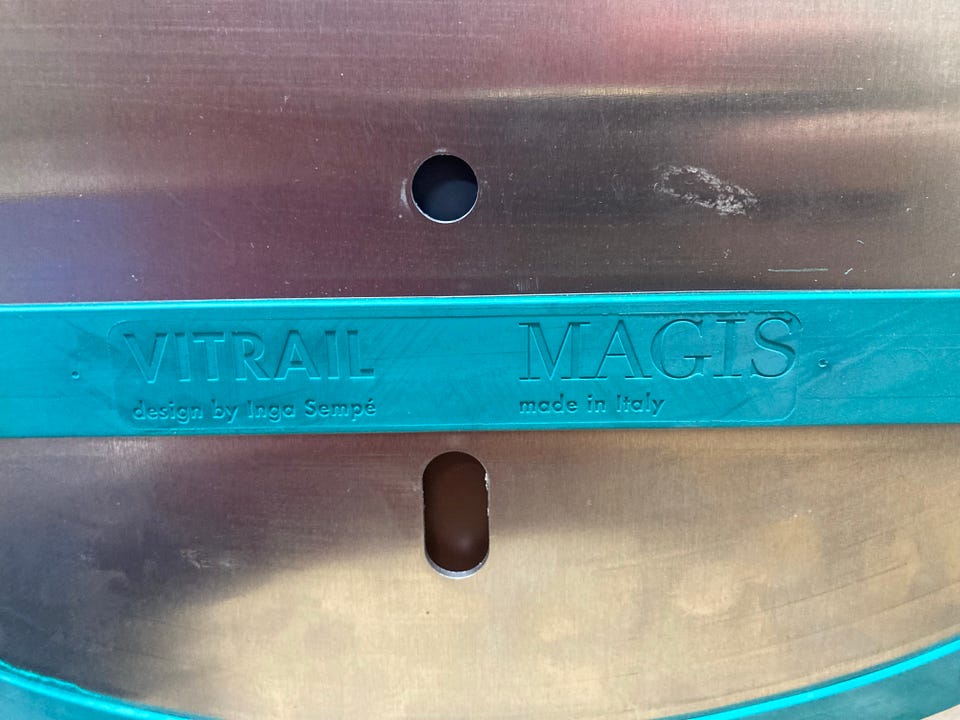 VITRAIL
design by Inga Sempé
MAGIS
made in Italy